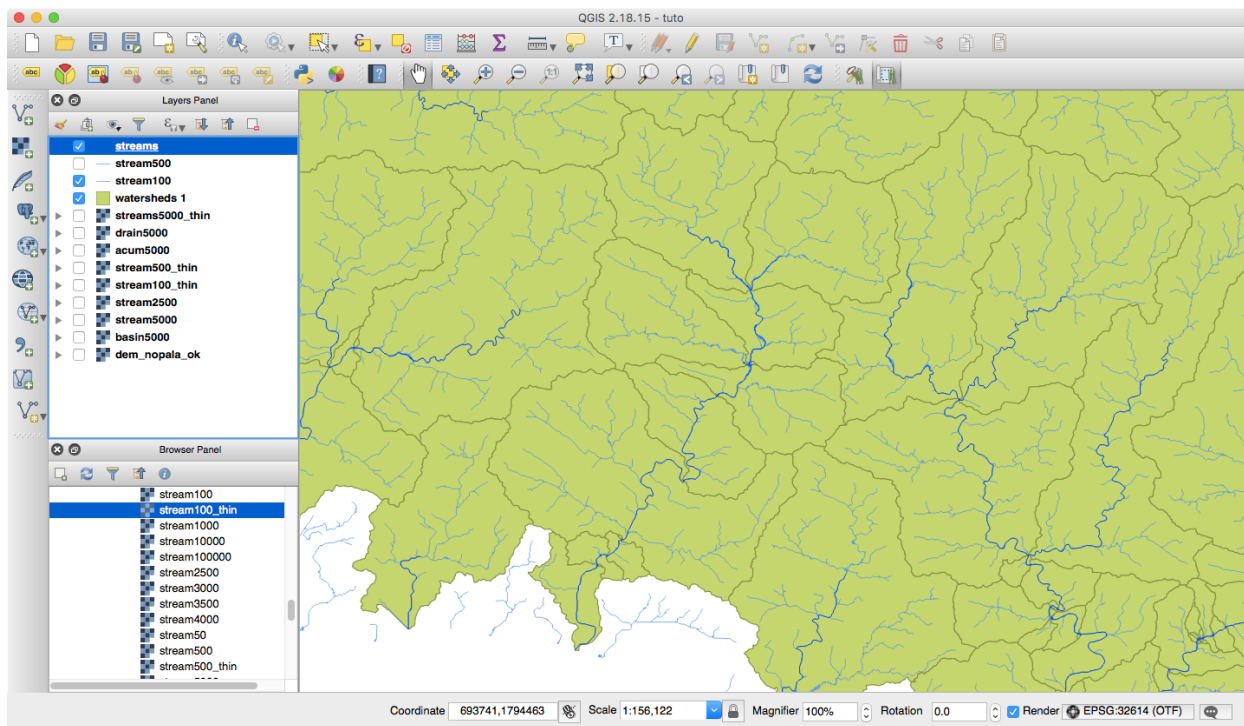 QGIS 2.18.15 - tuto
Layers Panel
streams
stream500
stream100
watersheds 1
streams5000_thin
drain5000
acum5000
stream500_thin
stream100_thin
stream2500
stream5000
basin5000
dem_nopala_ok
Browser Panel
stream100
stream100_thin
stream1000
stream10000
stream100000
stream2500
stream3000
stream3500
stream4000
stream50
stream500
stream500_thin
Coordinate 693741,1794463 Scale 1:156,122 Magnifier 100% Rotation 0.0 Render EPSG:32614 (OTF)